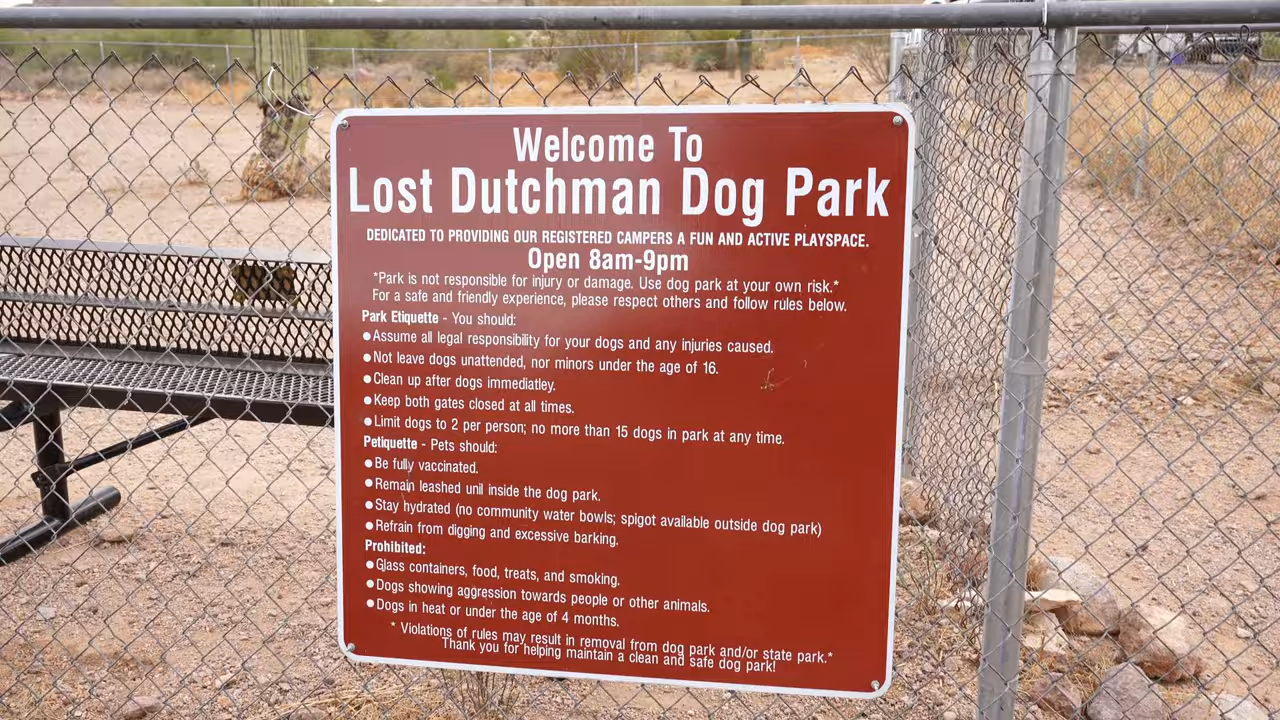 Welcome To
Lost Dutchman Dog Park
DEDICATED TO PROVIDING OUR REGISTERED CAMPERS A FUN AND ACTIVE PLAYSPACE.
Open 8am-9pm
*Park is not responsible for injury or damage. Use dog park at your own risk.*
For a safe and friendly experience, please respect others and follow rules below.
Park Etiquette - You should:
●Assume all legal responsibility for your dogs and any injuries caused.
●Not leave dogs unattended, nor minors under the age of 16.
●Clean up after dogs immediatley.
●Keep both gates closed at all times.
●Limit dogs to 2 per person; no more than 15 dogs in park at any time.
Petiquette - Pets should:
●Be fully vaccinated.
●Remain leashed unil inside the dog park.
●Stay hydrated (no community water bowls; spigot available outside dog park)
●Refrain from digging and excessive barking.
Prohibited:
●Glass containers, food, treats, and smoking.
●Dogs showing aggression towards people or other animals.
●Dogs in heat or under the age of 4 months.
* Violations of rules may result in removal from dog park and/or state park.*
Thank you for helping maintain a clean and safe dog park!